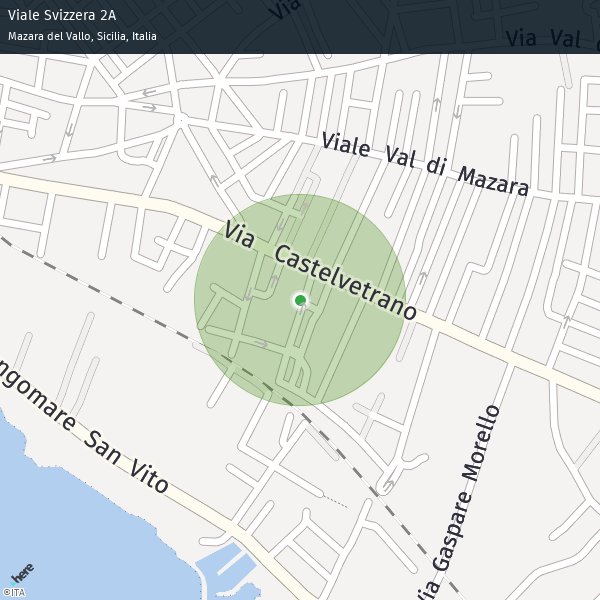 Viale Svizzera 2A
Mazara del Vallo, Sicilia, Italia
Via
Via Val d
Viale Val di Mazara
Via Castelvetrano
ngomare San Vito
Via Gaspare Morello
here
©ITA